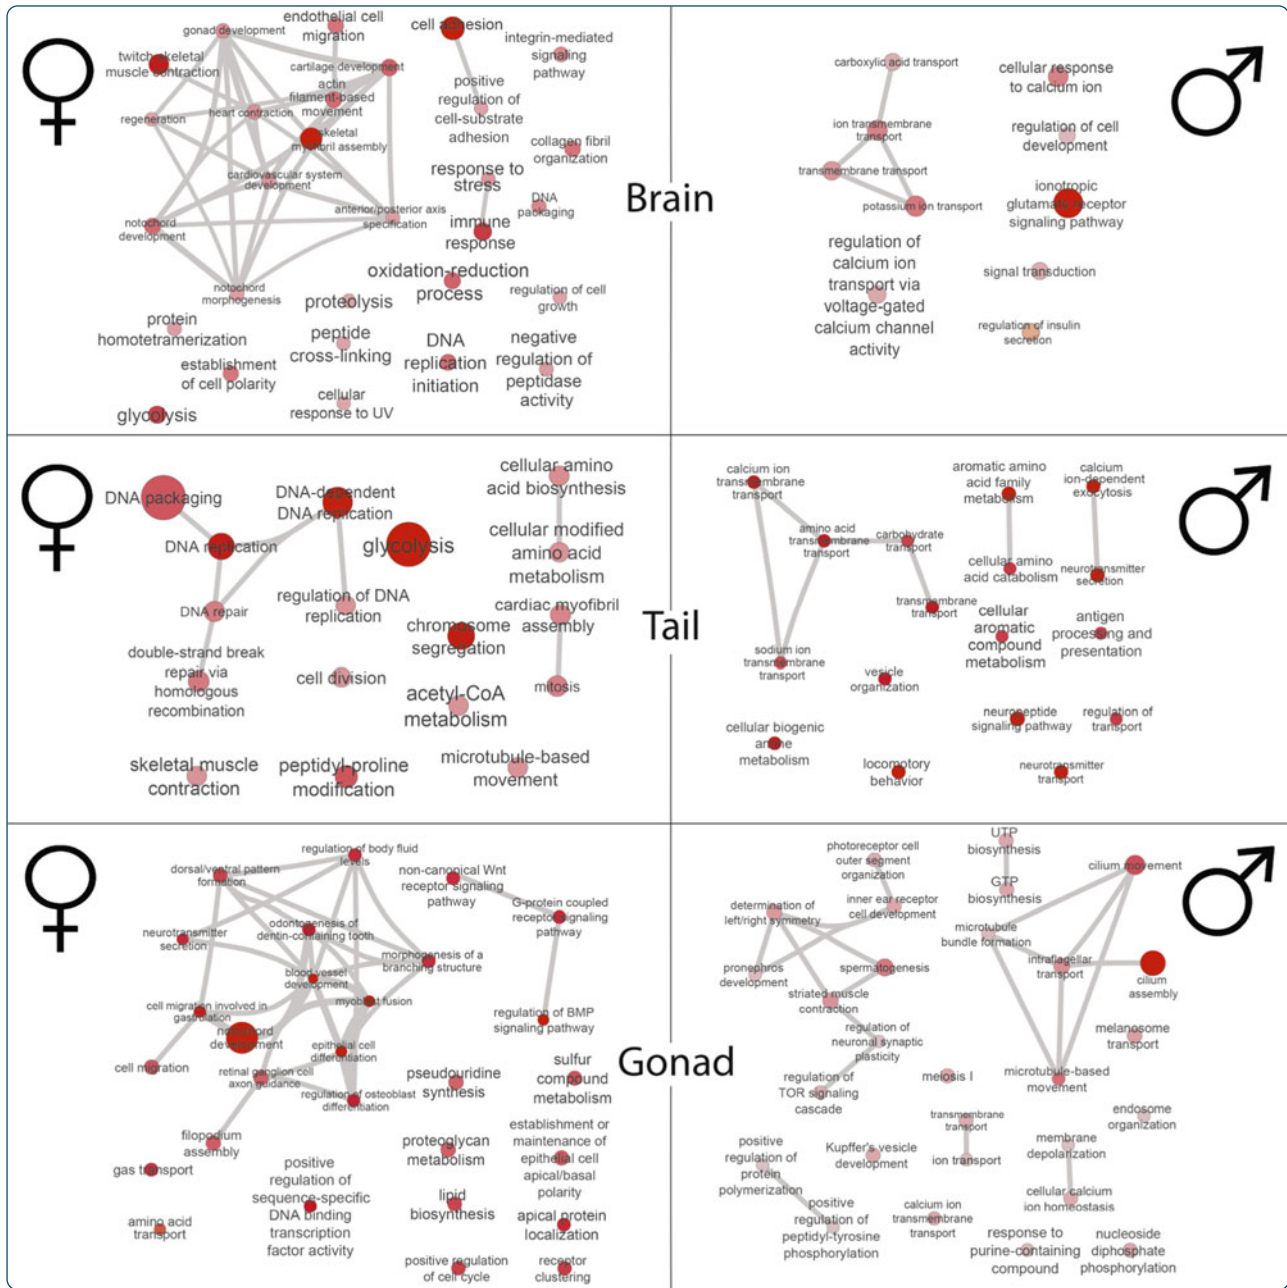 gonad development
endothelial cell
migration
cell adhesion
integrin-mediated
signaling
pathway
twitch skeletal
muscle contraction
cartilage development
actin
filament-based
movement
positive
regulation of
cell-substrate
adhesion
regeneration
heart contraction
skeletal
myofibril assembly
collagen fibril
organization
cardiovascular system
development
response to
stress
DNA
packaging
notochord
development
anterior/posterior axis
specification
immune
response
notochord
morphogenesis
oxidation-reduction
process
proteolysis
regulation of cell
growth
protein
homotetramerization
peptide
cross-linking
DNA
replication
initiation
negative
regulation of
peptidase
activity
establishment
of cell polarity
cellular
response to UV
glycolysis
Brain
carboxylic acid transport
cellular response
to calcium ion
ion transmembrane
transport
regulation of cell
development
transmembrane transport
potassium ion transport
ionotropic
glutamate receptor
signaling pathway
regulation of
calcium ion
transport via
voltage-gated
calcium channel
activity
signal transduction
regulation of insulin
secretion
DNA packaging
DNA-dependent
DNA replication
cellular amino
acid biosynthesis
DNA replication
glycolysis
cellular modified
amino acid
metabolism
DNA repair
regulation of DNA
replication
cardiac myofibril
assembly
chromosome
segregation
double-strand break
repair via
homologous
recombination
cell division
acetyl-CoA
metabolism
mitosis
skeletal muscle
contraction
peptidyl-proline
modification
microtubule-based
movement
Tail
calcium ion
transmembrane
transport
aromatic amino
acid family
metabolism
calcium
ion-dependent
exocytosis
amino acid
transmembrane
transport
carbohydrate
transport
cellular amino
acid catabolism
neurotransmitter
secretion
transmembrane
transport
cellular
aromatic
compound
metabolism
antigen
processing and
presentation
sodium ion
transmembrane
transport
vesicle
organization
neuropeptide
signaling pathway
regulation of
transport
cellular biogenic
amine
metabolism
locomotory
behavior
neurotransmitter
transport
regulation of body fluid
levels
dorsal/ventral pattern
formation
non-canonical Wnt
receptor signaling
pathway
G-protein coupled
receptor signaling
pathway
odontogenesis of
dentin-containing tooth
neurotransmitter
secretion
morphogenesis of a
branching structure
blood vessel
development
cell migration involved in
gastrulation
myoblast fusion
regulation of BMP
signaling pathway
notochord
development
epithelial cell
differentiation
cell migration
retinal ganglion cell
axon guidance
regulation of osteoblast
differentiation
pseudouridine
synthesis
sulfur
compound
metabolism
filopodium
assembly
proteoglycan
metabolism
establishment or
maintenance of
epithelial cell
apical/basal
polarity
gas transport
positive
regulation of
sequence-specific
DNA binding
transcription
factor activity
lipid
biosynthesis
amino acid
transport
apical protein
localization
positive regulation
of cell cycle
receptor
clustering
Gonad
photoreceptor cell
outer segment
organization
UTP
biosynthesis
cilium movement
GTP
biosynthesis
determination of
left/right symmetry
inner ear receptor
cell development
microtubule
bundle formation
pronephros
development
spermatogenesis
intraflagellar
transport
cilium
assembly
striated muscle
contraction
regulation of
neuronal synaptic
plasticity
melanosome
transport
regulation of
TOR signaling
cascade
meiosis I
microtubule-based
movement
transmembrane
transport
endosome
organization
positive
regulation of
protein
polymerization
Kupffer's vesicle
development
ion transport
membrane
depolarization
cellular calcium
ion homeostasis
positive
regulation of
peptidyl-tyrosine
phosphorylation
calcium ion
transmembrane
transport
response to
purine-containing
compound
nucleoside
diphosphate
phosphorylation